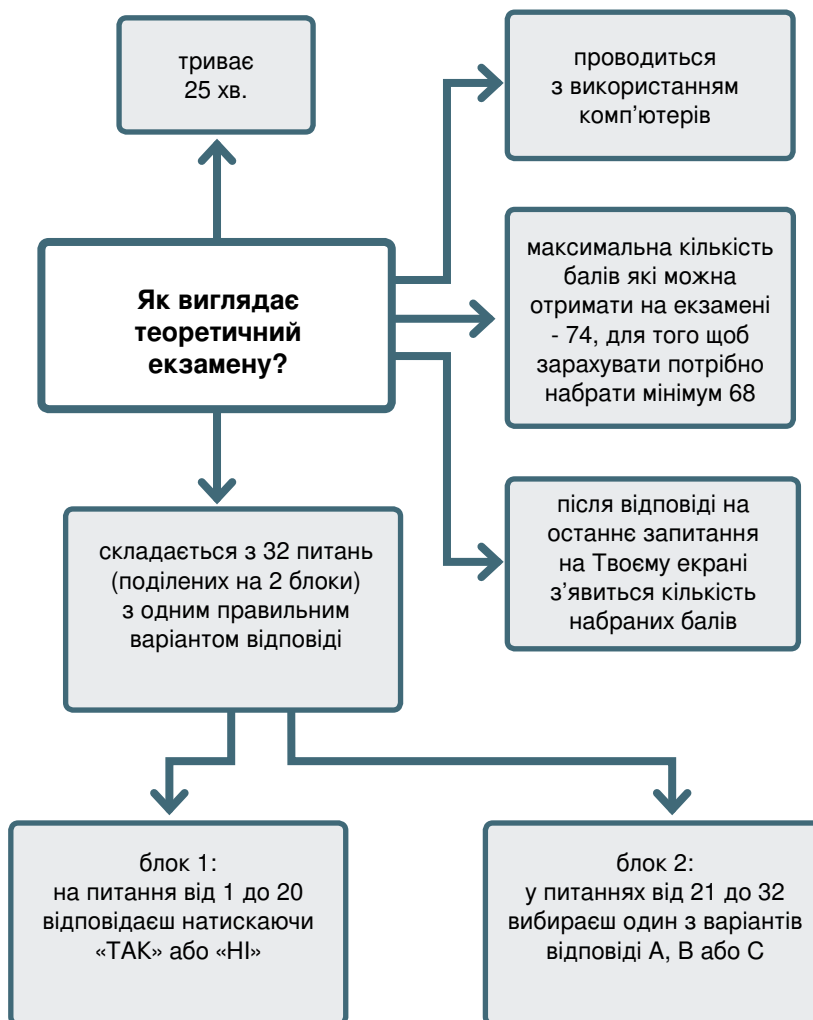 триває
25 хв.
проводиться
з використанням
комп’ютерів
Як виглядає
теоретичний
екзамену?
максимальна кількість
балів які можна
отримати на екзамені
- 74, для того щоб
зарахувати потрібно
набрати мінімум 68
після відповіді на
останнє запитання
на Твоєму екрані
з’явиться кількість
набраних балів
складається з 32 питань
(поділених на 2 блоки)
з одним правильним
варіантом відповіді
блок 1:
на питання від 1 до 20
відповідаєш натискаючи
«ТАК» або «НІ»
блок 2:
у питаннях від 21 до 32
вибираєш один з варіантів
відповіді А, В або С